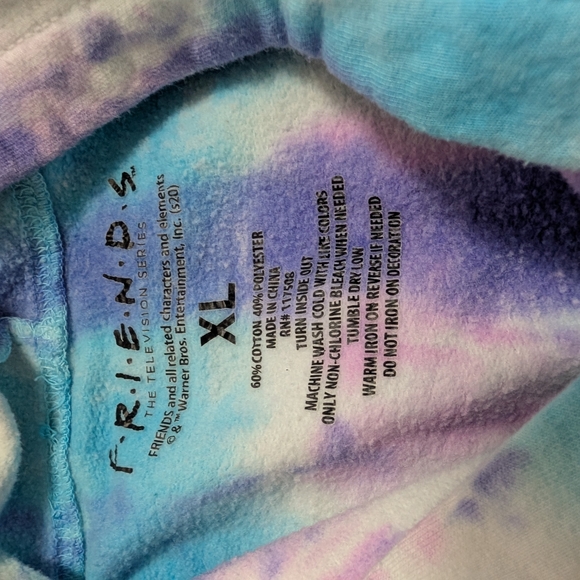 F·R·I·E·N·D·S™
THE TELEVISION SERIES
FRIENDS and all related characters and elements
© & ™ Warner Bros. Entertainment, Inc. (s20)
XL
60% COTTON 40% POLYESTER
MADE IN CHINA
RN# 117508
TURN INSIDE OUT
MACHINE WASH COLD WITH LIKE COLORS
ONLY NON-CHLORINE BLEACH WHEN NEEDED
TUMBLE DRY LOW
WARM IRON ON REVERSE IF NEEDED
DO NOT IRON ON DECORATION